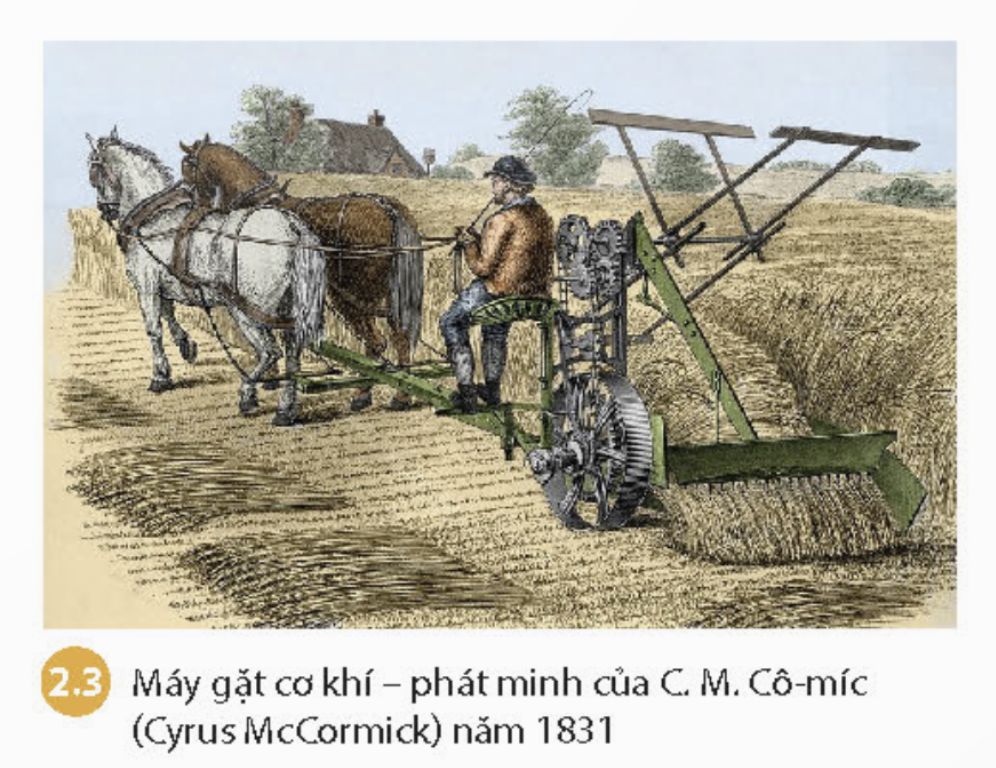 2.3 Máy gặt cơ khí – phát minh của C. M. Cô-míc
(Cyrus McCormick) năm 1831